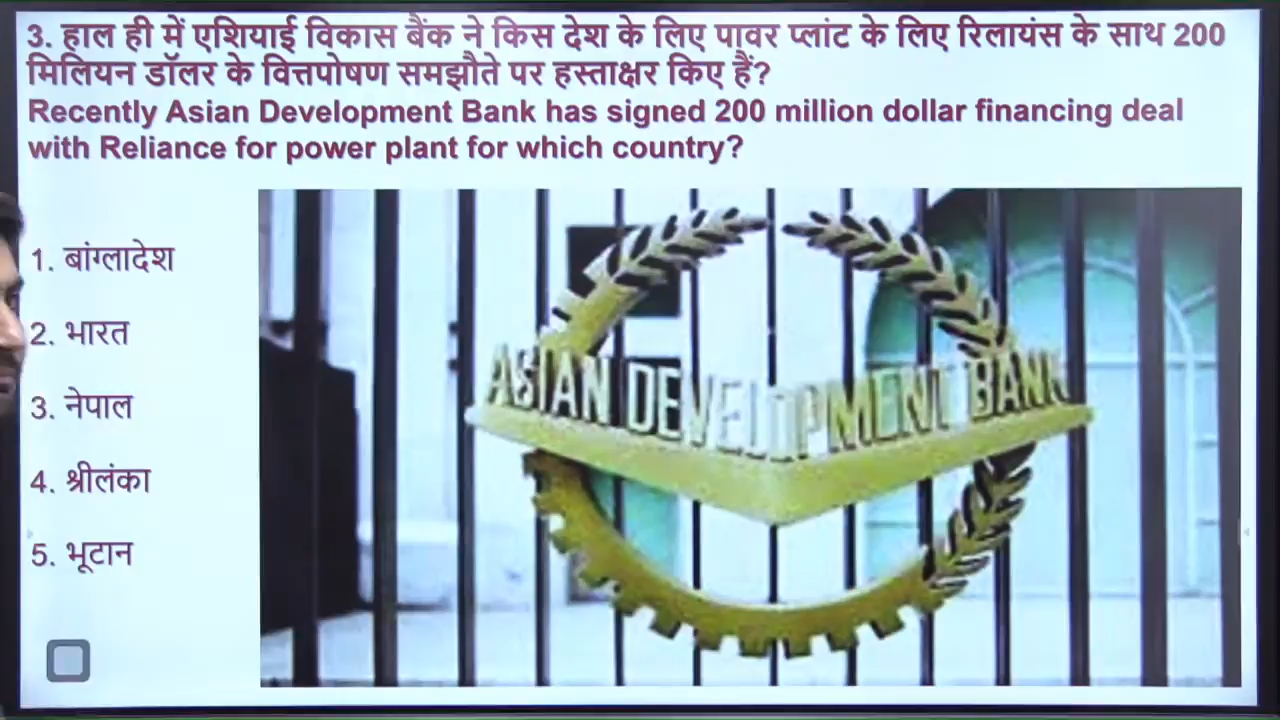 3. हाल ही में एशियाई विकास बैंक ने किस देश के लिए पावर प्लांट के लिए रिलायंस के साथ 200
मिलियन डॉलर के वित्तपोषण समझौते पर हस्ताक्षर किए हैं?
Recently Asian Development Bank has signed 200 million dollar financing deal
with Reliance for power plant for which country?
1. बांग्लादेश
2. भारत
3. नेपाल
4. श्रीलंका
5. भूटान
ASIAN DEVELOPMENT BANK